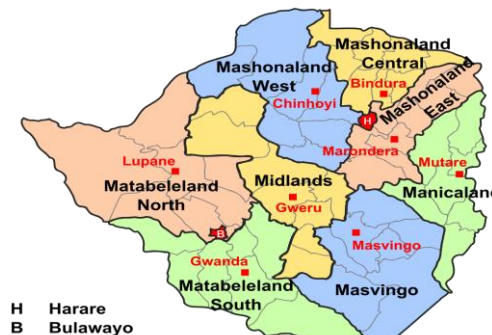 Mashonaland
Central
Bindura
Mashonaland
West
Chinhoyi
Mashonaland
East
H
Marondera
Mutare
Manicaland
Lupane
Matabeleland
North
Midlands
Gweru
B
Masvingo
Masvingo
Gwanda
Matabeleland
South
H Harare
B Bulawayo